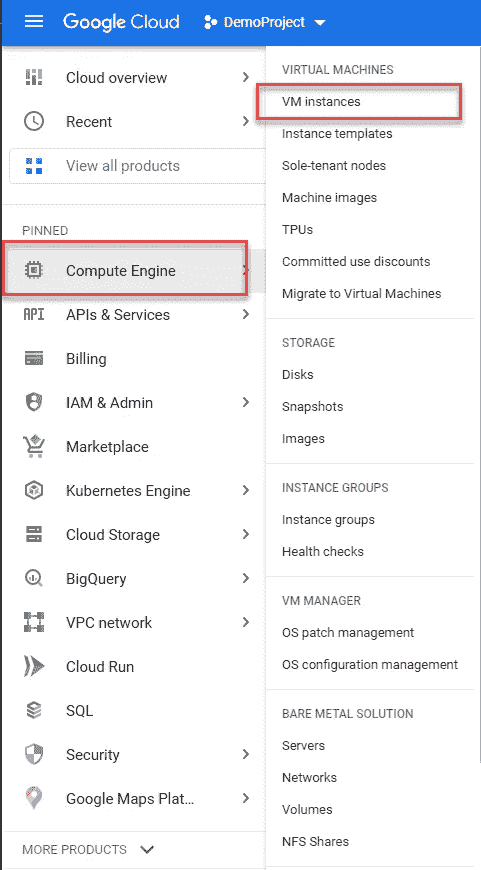 Google Cloud
DemoProject
Cloud overview
Recent
View all products
PINNED
Compute Engine
API APIs & Services
Billing
IAM & Admin
Marketplace
Kubernetes Engine
Cloud Storage
BigQuery
VPC network
Cloud Run
SQL
Security
Google Maps Plat...
MORE PRODUCTS
VIRTUAL MACHINES
VM instances
Instance templates
Sole-tenant nodes
Machine images
TPUs
Committed use discounts
Migrate to Virtual Machines
STORAGE
Disks
Snapshots
Images
INSTANCE GROUPS
Instance groups
Health checks
VM MANAGER
OS patch management
OS configuration management
BARE METAL SOLUTION
Servers
Networks
Volumes
NFS Shares